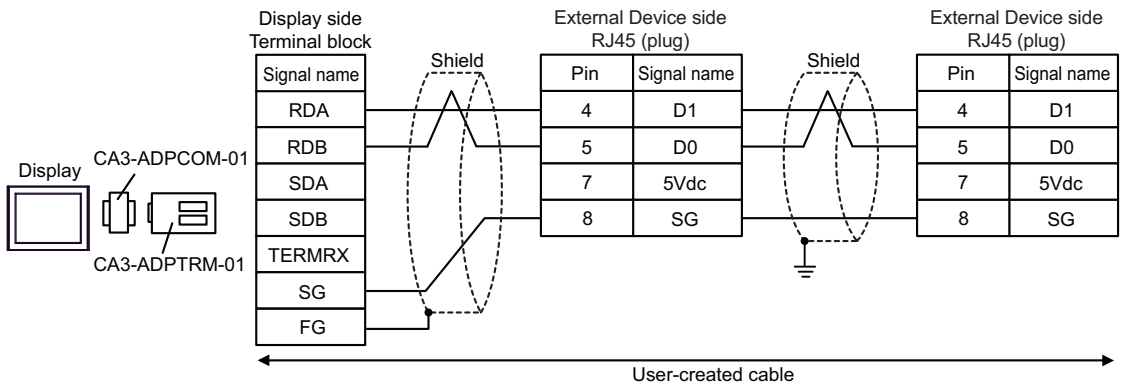 Display side
Terminal block
External Device side
RJ45 (plug)
External Device side
RJ45 (plug)
Shield
Shield
Signal name
Pin
Signal name
Pin
Signal name
RDA
4
D1
4
D1
RDB
5
D0
5
D0
SDA
7
5Vdc
7
5Vdc
SDB
8
SG
8
SG
TERMRX
SG
FG
Display
CA3-ADPCOM-01
CA3-ADPTRM-01
User-created cable